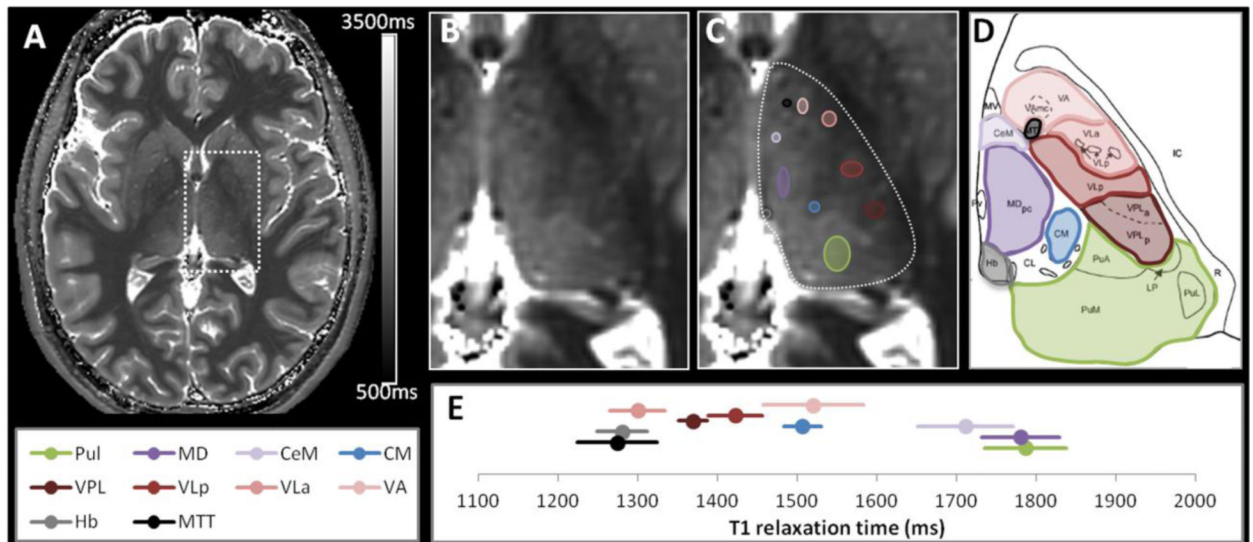 A
3500ms
500ms
B
C
D
MV
VAmc
VA
CeM
MTT
VLa
VLp
IC
VLp
Pv
MDpc
VPLa
VPLp
CM
Hb
CL
PuA
LP
R
PuL
PuM
Pul MD CeM CM
VPL VLp VLa VA
Hb MTT
E
1100 1200 1300 1400 1500 1600 1700 1800 1900 2000
T1 relaxation time (ms)